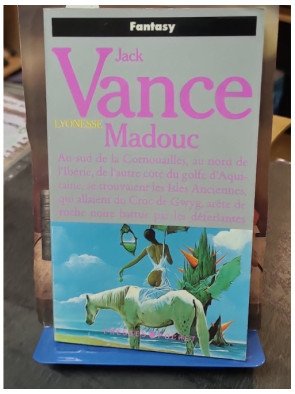 Fantasy
Jack
Vance
LYONESSE
Madouc
Au sud de la Cornouailles, au nord de
l'Ibérie, de l'autre côté du golfe d'Aqui-
taine, se trouvaient les Isles Anciennes,
qui allaient du Croc de Gwyg, arête de
roche noire battue par les déferlantes